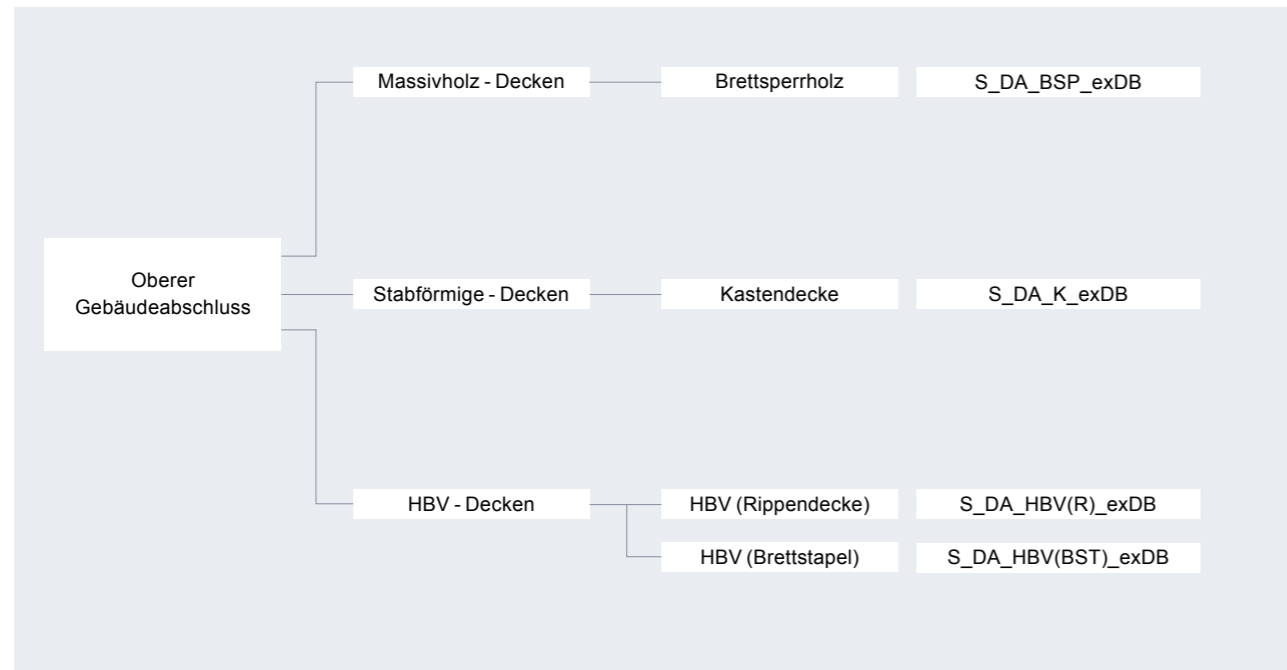 Massivholz - Decken
Brettsperrholz
S_DA_BSP_exDB
Oberer
Gebäudeabschluss
Stabförmige - Decken
Kastendecke
S_DA_K_exDB
HBV - Decken
HBV (Rippendecke)
S_DA_HBV(R)_exDB
HBV (Brettstapel)
S_DA_HBV(BST)_exDB